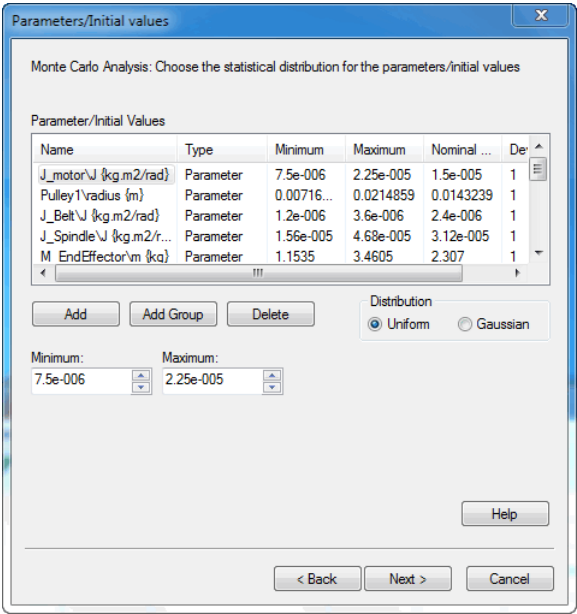 Parameters/Initial values
Monte Carlo Analysis: Choose the statistical distribution for the parameters/initial values
Parameter/Initial Values
Name Type Minimum Maximum Nominal ... De
J_motor\J {kg.m2/rad} Parameter 7.5e-006 2.25e-005 1.5e-005 1
Pulley1\radius {m} Parameter 0.00716... 0.0214859 0.0143239 1
J_Belt\J {kg.m2/rad} Parameter 1.2e-006 3.6e-006 2.4e-006 1
J_Spindle\J {kg.m2/r... Parameter 1.56e-005 4.68e-005 3.12e-005 1
M_EndEffector\m {kg} Parameter 1.1535 3.4605 2.307 1
Add Add Group Delete
Distribution
Uniform Gaussian
Minimum: Maximum:
7.5e-006 2.25e-005
Help
< Back Next > Cancel